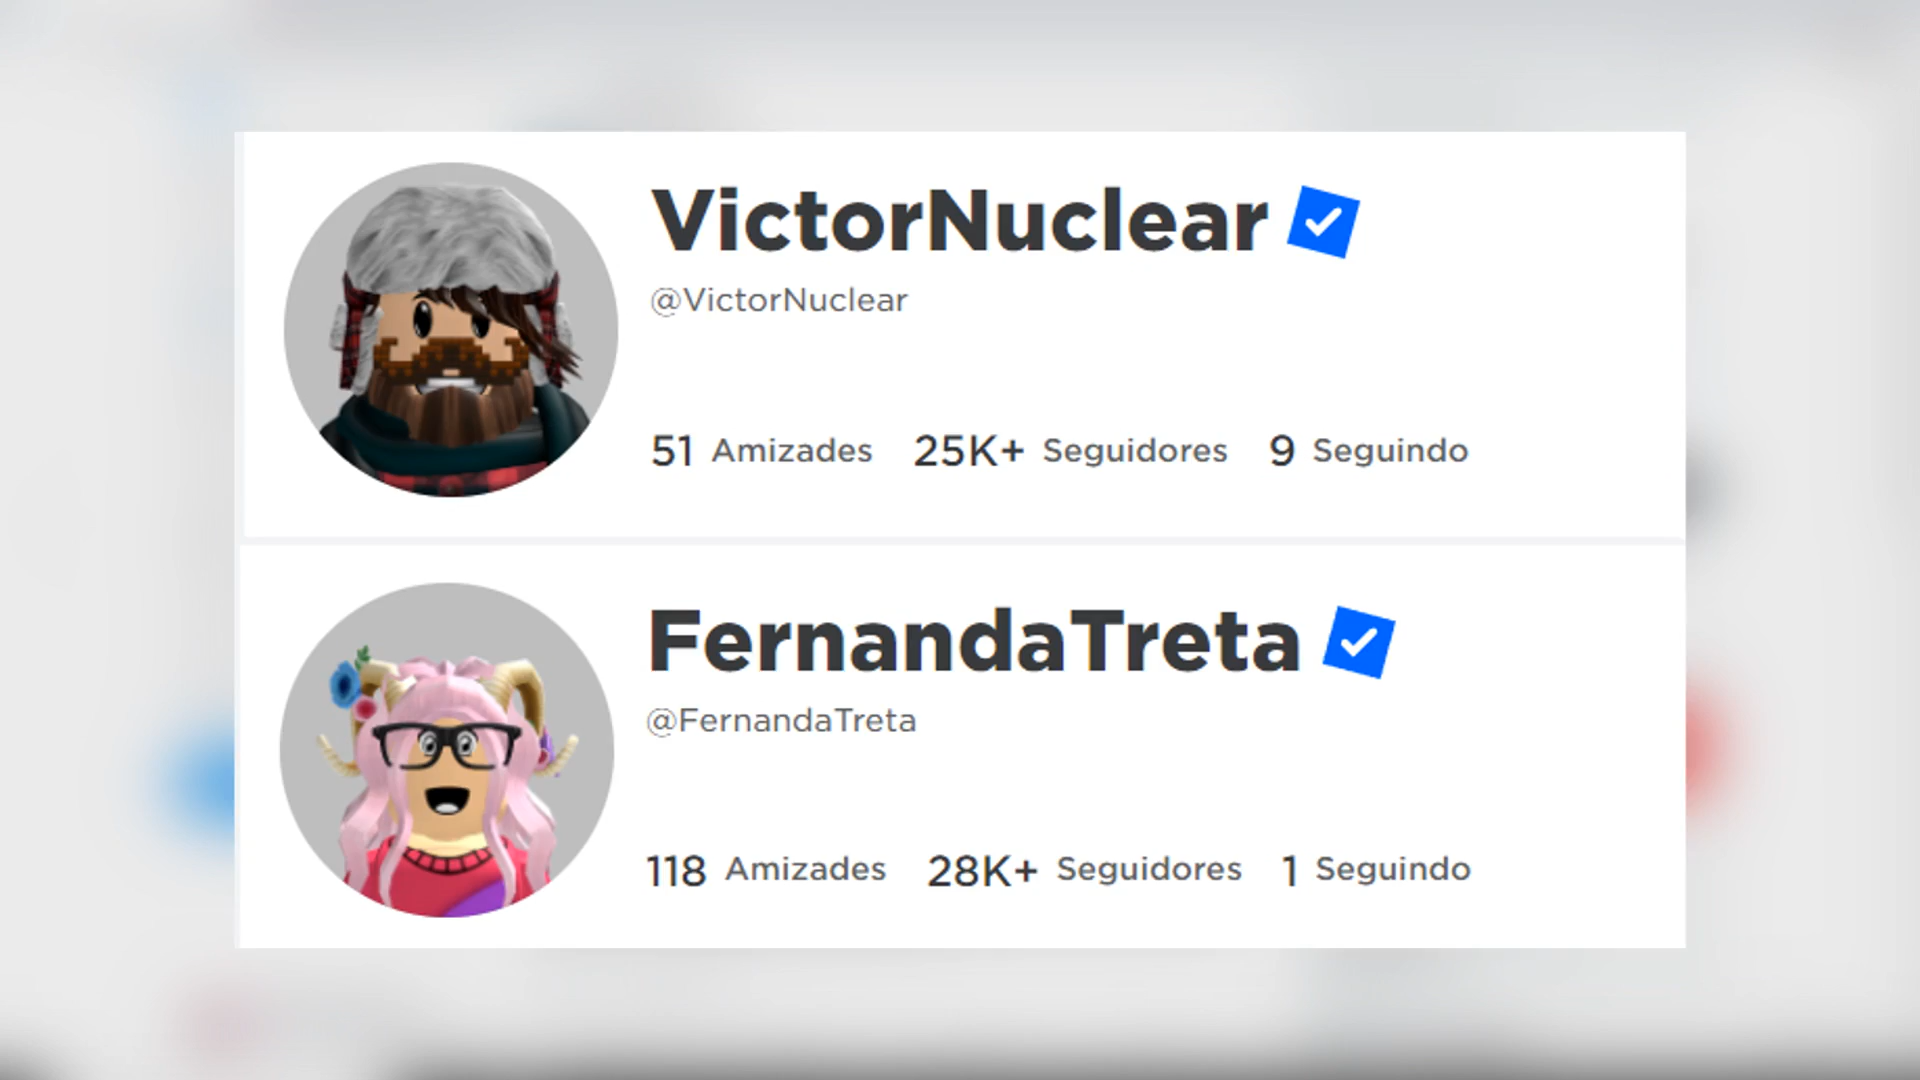 VictorNuclear
@VictorNuclear
51 Amizades 25K+ Seguidores 9 Seguindo
FernandaTreta
@FernandaTreta
118 Amizades 28K+ Seguidores 1 Seguindo